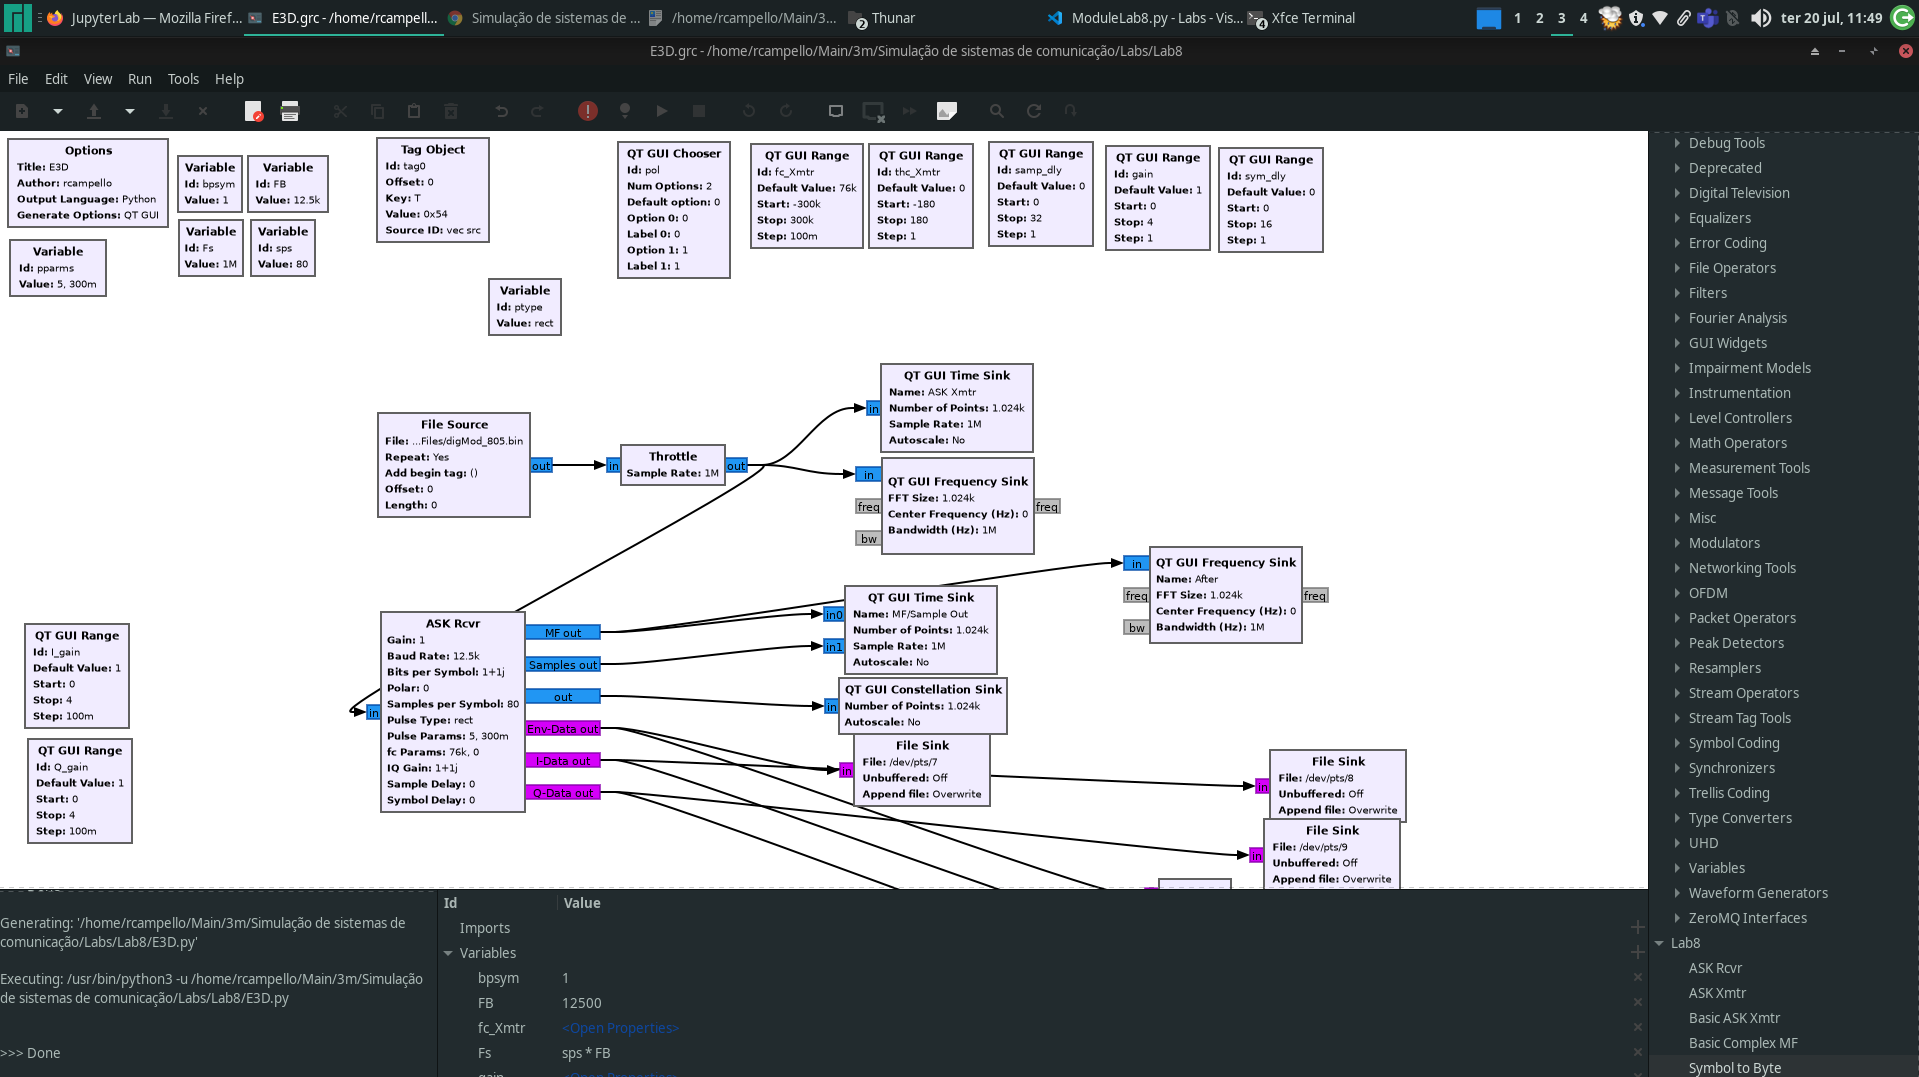 JupyterLab — Mozilla Firef...
E3D.grc - /home/rcampell...
Simulação de sistemas de ...
/home/rcampello/Main/3...
2
Thunar
ModuleLab8.py - Labs - Vis...
4
Xfce Terminal
1
2
3
4
ter 20 jul, 11:49
E3D.grc - /home/rcampello/Main/3m/Simulação de sistemas de comunicação/Labs/Lab8
File
Edit
View
Run
Tools
Help
Options
Title: E3D
Author: rcampello
Output Language: Python
Generate Options: QT GUI
Variable
Id: bpsym
Value: 1
Variable
Id: FB
Value: 12.5k
Variable
Id: pparms
Value: 5, 300m
Variable
Id: Fs
Value: 1M
Variable
Id: sps
Value: 80
Tag Object
Id: tag0
Offset: 0
Key: T
Value: 0x54
Source ID: vec src
Variable
Id: ptype
Value: rect
QT GUI Chooser
Id: pol
Num Options: 2
Default option: 0
Option 0: 0
Label 0: 0
Option 1: 1
Label 1: 1
QT GUI Range
Id: fc_Xmtr
Default Value: 76k
Start: -300k
Stop: 300k
Step: 100m
QT GUI Range
Id: thc_Xmtr
Default Value: 0
Start: -180
Stop: 180
Step: 1
QT GUI Range
Id: samp_dly
Default Value: 0
Start: 0
Stop: 32
Step: 1
QT GUI Range
Id: gain
Default Value: 1
Start: 0
Stop: 4
Step: 1
QT GUI Range
Id: sym_dly
Default Value: 0
Start: 0
Stop: 16
Step: 1
File Source
File: ...Files/digMod_805.bin
Repeat: Yes
Add begin tag: ()
Offset: 0
Length: 0
out
in
Throttle
Sample Rate: 1M
out
in
QT GUI Time Sink
Name: ASK Xmtr
Number of Points: 1.024k
Sample Rate: 1M
Autoscale: No
in
freq
bw
QT GUI Frequency Sink
FFT Size: 1.024k
Center Frequency (Hz): 0
Bandwidth (Hz): 1M
freq
in
freq
bw
QT GUI Frequency Sink
Name: After
FFT Size: 1.024k
Center Frequency (Hz): 0
Bandwidth (Hz): 1M
freq
QT GUI Range
Id: I_gain
Default Value: 1
Start: 0
Stop: 4
Step: 100m
QT GUI Range
Id: Q_gain
Default Value: 1
Start: 0
Stop: 4
Step: 100m
in
ASK Rcvr
Gain: 1
Baud Rate: 12.5k
Bits per Symbol: 1+1j
Polar: 0
Samples per Symbol: 80
Pulse Type: rect
Pulse Params: 5, 300m
fc Params: 76k, 0
IQ Gain: 1+1j
Sample Delay: 0
Symbol Delay: 0
MF out
Samples out
out
Env-Data out
I-Data out
Q-Data out
in0
in1
QT GUI Time Sink
Name: MF/Sample Out
Number of Points: 1.024k
Sample Rate: 1M
Autoscale: No
in
QT GUI Constellation Sink
Number of Points: 1.024k
Autoscale: No
in
File Sink
File: /dev/pts/7
Unbuffered: Off
Append file: Overwrite
in
File Sink
File: /dev/pts/8
Unbuffered: Off
Append file: Overwrite
in
File Sink
File: /dev/pts/9
Unbuffered: Off
Append file: Overwrite
Debug Tools
Deprecated
Digital Television
Equalizers
Error Coding
File Operators
Filters
Fourier Analysis
GUI Widgets
Impairment Models
Instrumentation
Level Controllers
Math Operators
Measurement Tools
Message Tools
Misc
Modulators
Networking Tools
OFDM
Packet Operators
Peak Detectors
Resamplers
Stream Operators
Stream Tag Tools
Symbol Coding
Synchronizers
Trellis Coding
Type Converters
UHD
Variables
Waveform Generators
ZeroMQ Interfaces
Lab8
ASK Rcvr
ASK Xmtr
Basic ASK Xmtr
Basic Complex MF
Symbol to Byte
Generating: '/home/rcampello/Main/3m/Simulação de sistemas de
comunicação/Labs/Lab8/E3D.py'
Executing: /usr/bin/python3 -u /home/rcampello/Main/3m/Simulação
de sistemas de comunicação/Labs/Lab8/E3D.py
>>> Done
Id
Value
Imports
Variables
bpsym
1
FB
12500
fc_Xmtr
<Open Properties>
Fs
sps * FB